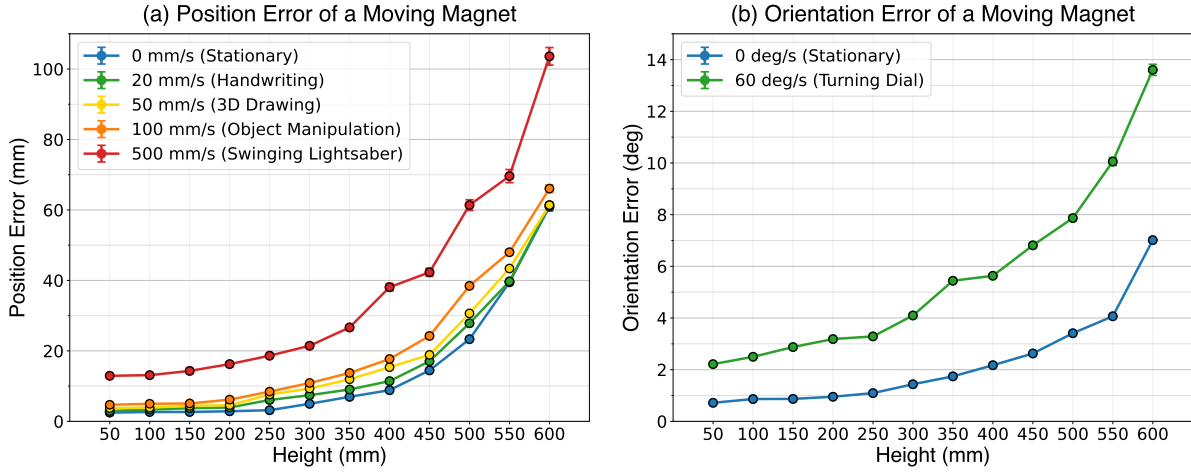 (a) Position Error of a Moving Magnet
0 mm/s (Stationary)
20 mm/s (Handwriting)
50 mm/s (3D Drawing)
100 mm/s (Object Manipulation)
500 mm/s (Swinging Lightsaber)
Position Error (mm)
100
80
60
40
20
0
50 100 150 200 250 300 350 400 450 500 550 600
Height (mm)
(b) Orientation Error of a Moving Magnet
0 deg/s (Stationary)
60 deg/s (Turning Dial)
Orientation Error (deg)
14
12
10
8
6
4
2
0
50 100 150 200 250 300 350 400 450 500 550 600
Height (mm)